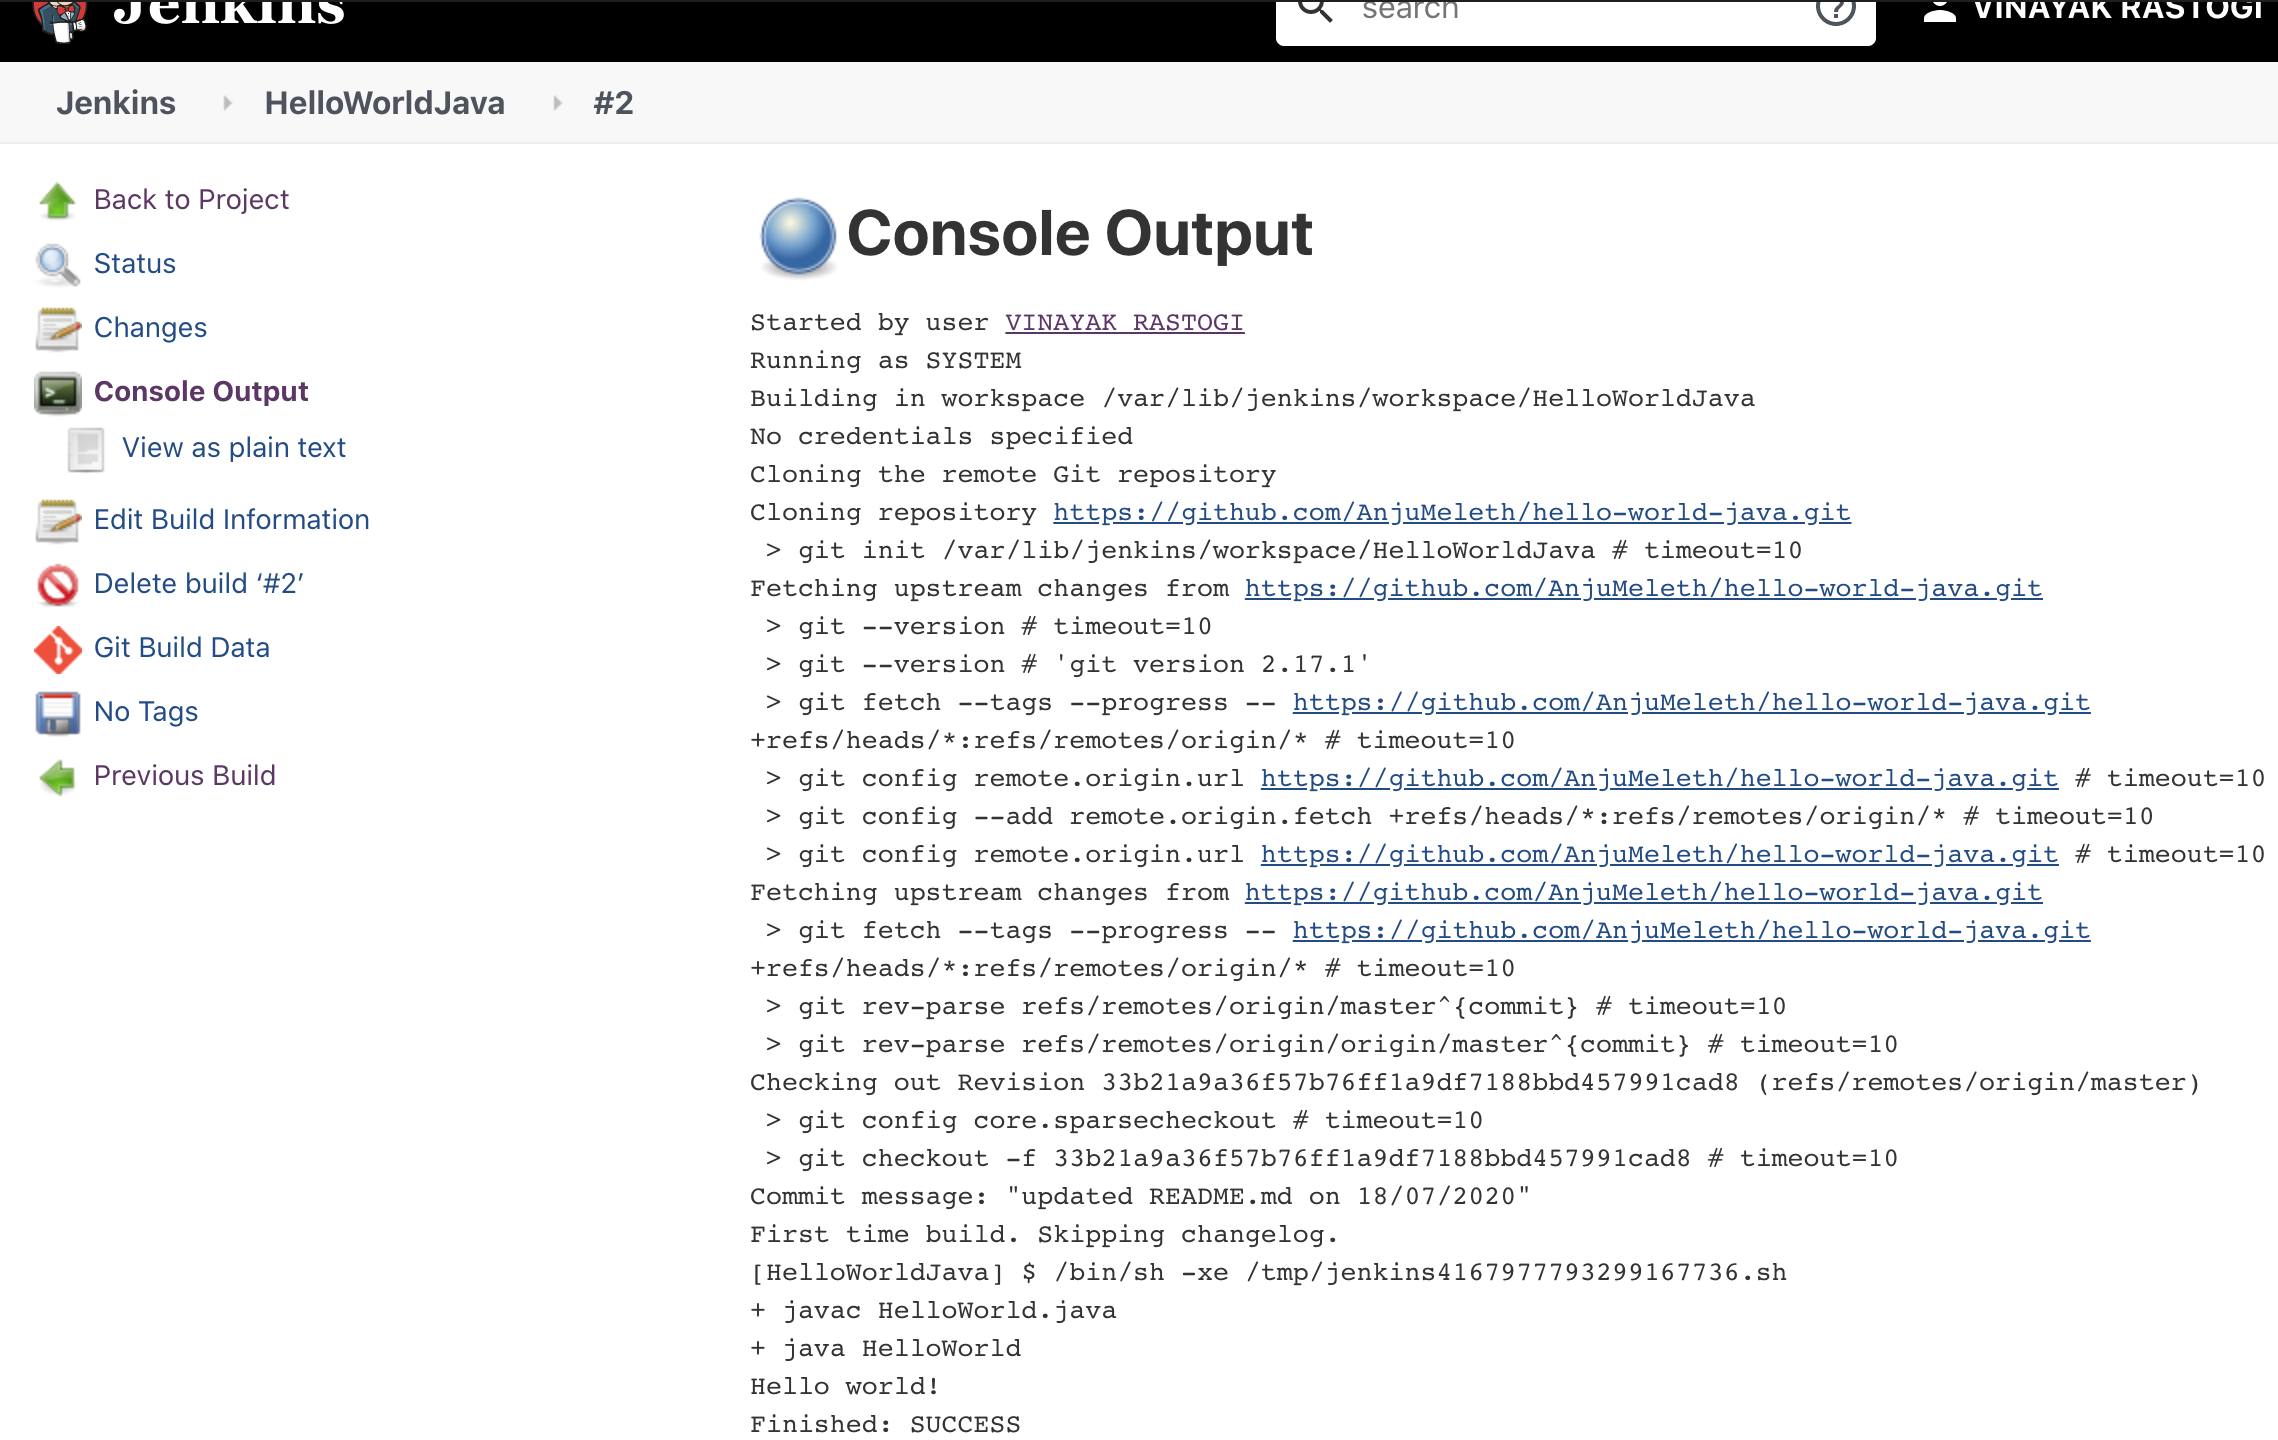 Jenkins
search
VINAYAK RASTOGI
Jenkins HelloWorldJava #2
Back to Project
Status
Changes
Console Output
View as plain text
Edit Build Information
Delete build ‘#2’
Git Build Data
No Tags
Previous Build
Console Output
Started by user VINAYAK RASTOGI
Running as SYSTEM
Building in workspace /var/lib/jenkins/workspace/HelloWorldJava
No credentials specified
Cloning the remote Git repository
Cloning repository https://github.com/AnjuMeleth/hello-world-java.git
 > git init /var/lib/jenkins/workspace/HelloWorldJava # timeout=10
Fetching upstream changes from https://github.com/AnjuMeleth/hello-world-java.git
 > git --version # timeout=10
 > git --version # 'git version 2.17.1'
 > git fetch --tags --progress -- https://github.com/AnjuMeleth/hello-world-java.git
+refs/heads/*:refs/remotes/origin/* # timeout=10
 > git config remote.origin.url https://github.com/AnjuMeleth/hello-world-java.git # timeout=10
 > git config --add remote.origin.fetch +refs/heads/*:refs/remotes/origin/* # timeout=10
 > git config remote.origin.url https://github.com/AnjuMeleth/hello-world-java.git # timeout=10
Fetching upstream changes from https://github.com/AnjuMeleth/hello-world-java.git
 > git fetch --tags --progress -- https://github.com/AnjuMeleth/hello-world-java.git
+refs/heads/*:refs/remotes/origin/* # timeout=10
 > git rev-parse refs/remotes/origin/master^{commit} # timeout=10
 > git rev-parse refs/remotes/origin/origin/master^{commit} # timeout=10
Checking out Revision 33b21a9a36f57b76ff1a9df7188bbd457991cad8 (refs/remotes/origin/master)
 > git config core.sparsecheckout # timeout=10
 > git checkout -f 33b21a9a36f57b76ff1a9df7188bbd457991cad8 # timeout=10
Commit message: "updated README.md on 18/07/2020"
First time build. Skipping changelog.
[HelloWorldJava] $ /bin/sh -xe /tmp/jenkins4167977793299167736.sh
+ javac HelloWorld.java
+ java HelloWorld
Hello world!
Finished: SUCCESS